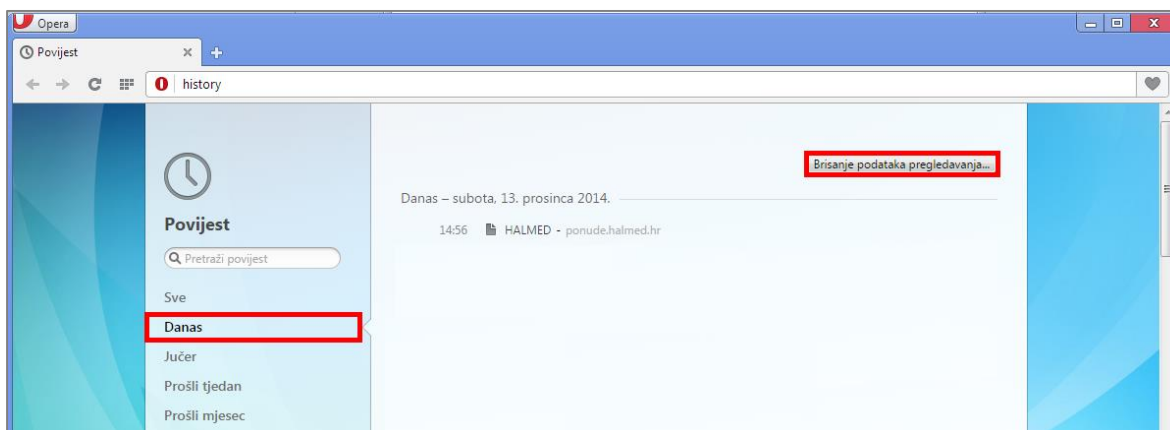 Opera
Povijest
history
Brisanje podataka pregledavanja...
Danas – subota, 13. prosinca 2014.
14:56 HALMED - ponude.halmed.hr
Povijest
Pretraži povijest
Sve
Danas
Jučer
Prošli tjedan
Prošli mjesec